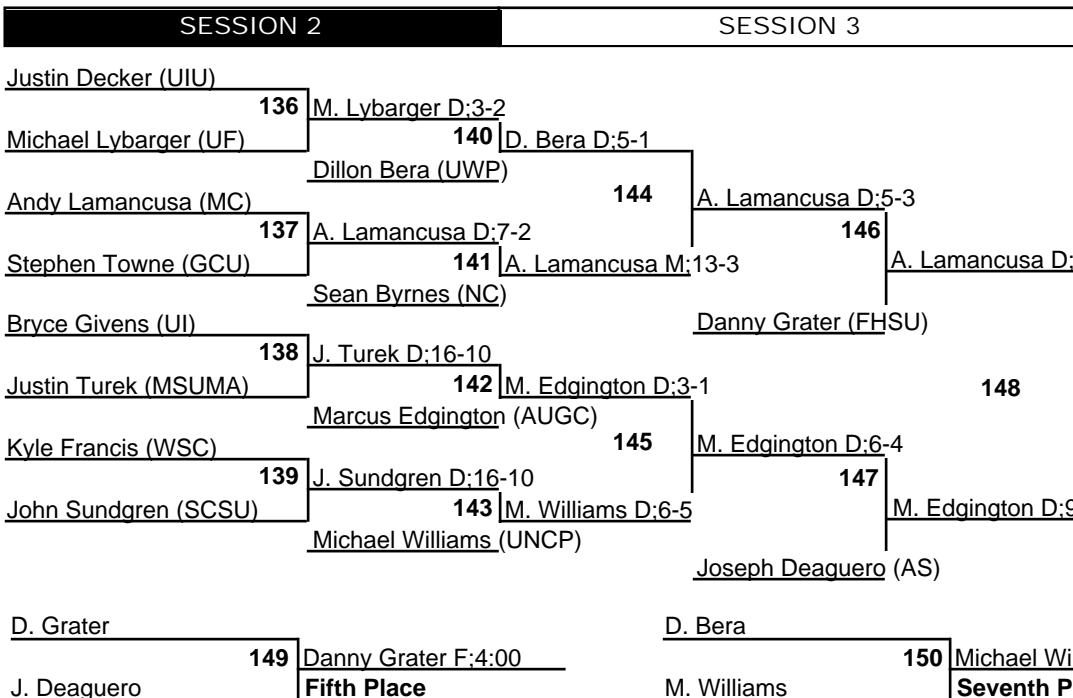 SESSION 2 SESSION 3
Justin Decker (UIU)
136 M. Lybarger D;3-2
Michael Lybarger (UF) 140 D. Bera D;5-1
Dillon Bera (UWP)
Andy Lamancusa (MC) 144 A. Lamancusa D;5-3
137 A. Lamancusa D;7-2 146
Stephen Towne (GCU) 141 A. Lamancusa M;13-3 A. Lamancusa D;
Sean Byrnes (NC)
Bryce Givens (UI) Danny Grater (FHSU)
138 J. Turek D;16-10
Justin Turek (MSUMA) 142 M. Edgington D;3-1 148
Marcus Edgington (AUGC)
Kyle Francis (WSC) 145 M. Edgington D;6-4
139 J. Sundgren D;16-10 147
John Sundgren (SCSU) 143 M. Williams D;6-5 M. Edgington D;9
Michael Williams (UNCP)
Joseph Deaguero (AS)
D. Grater D. Bera
149 Danny Grater F;4:00 150 Michael Wi
J. Deaguero Fifth Place M. Williams Seventh P